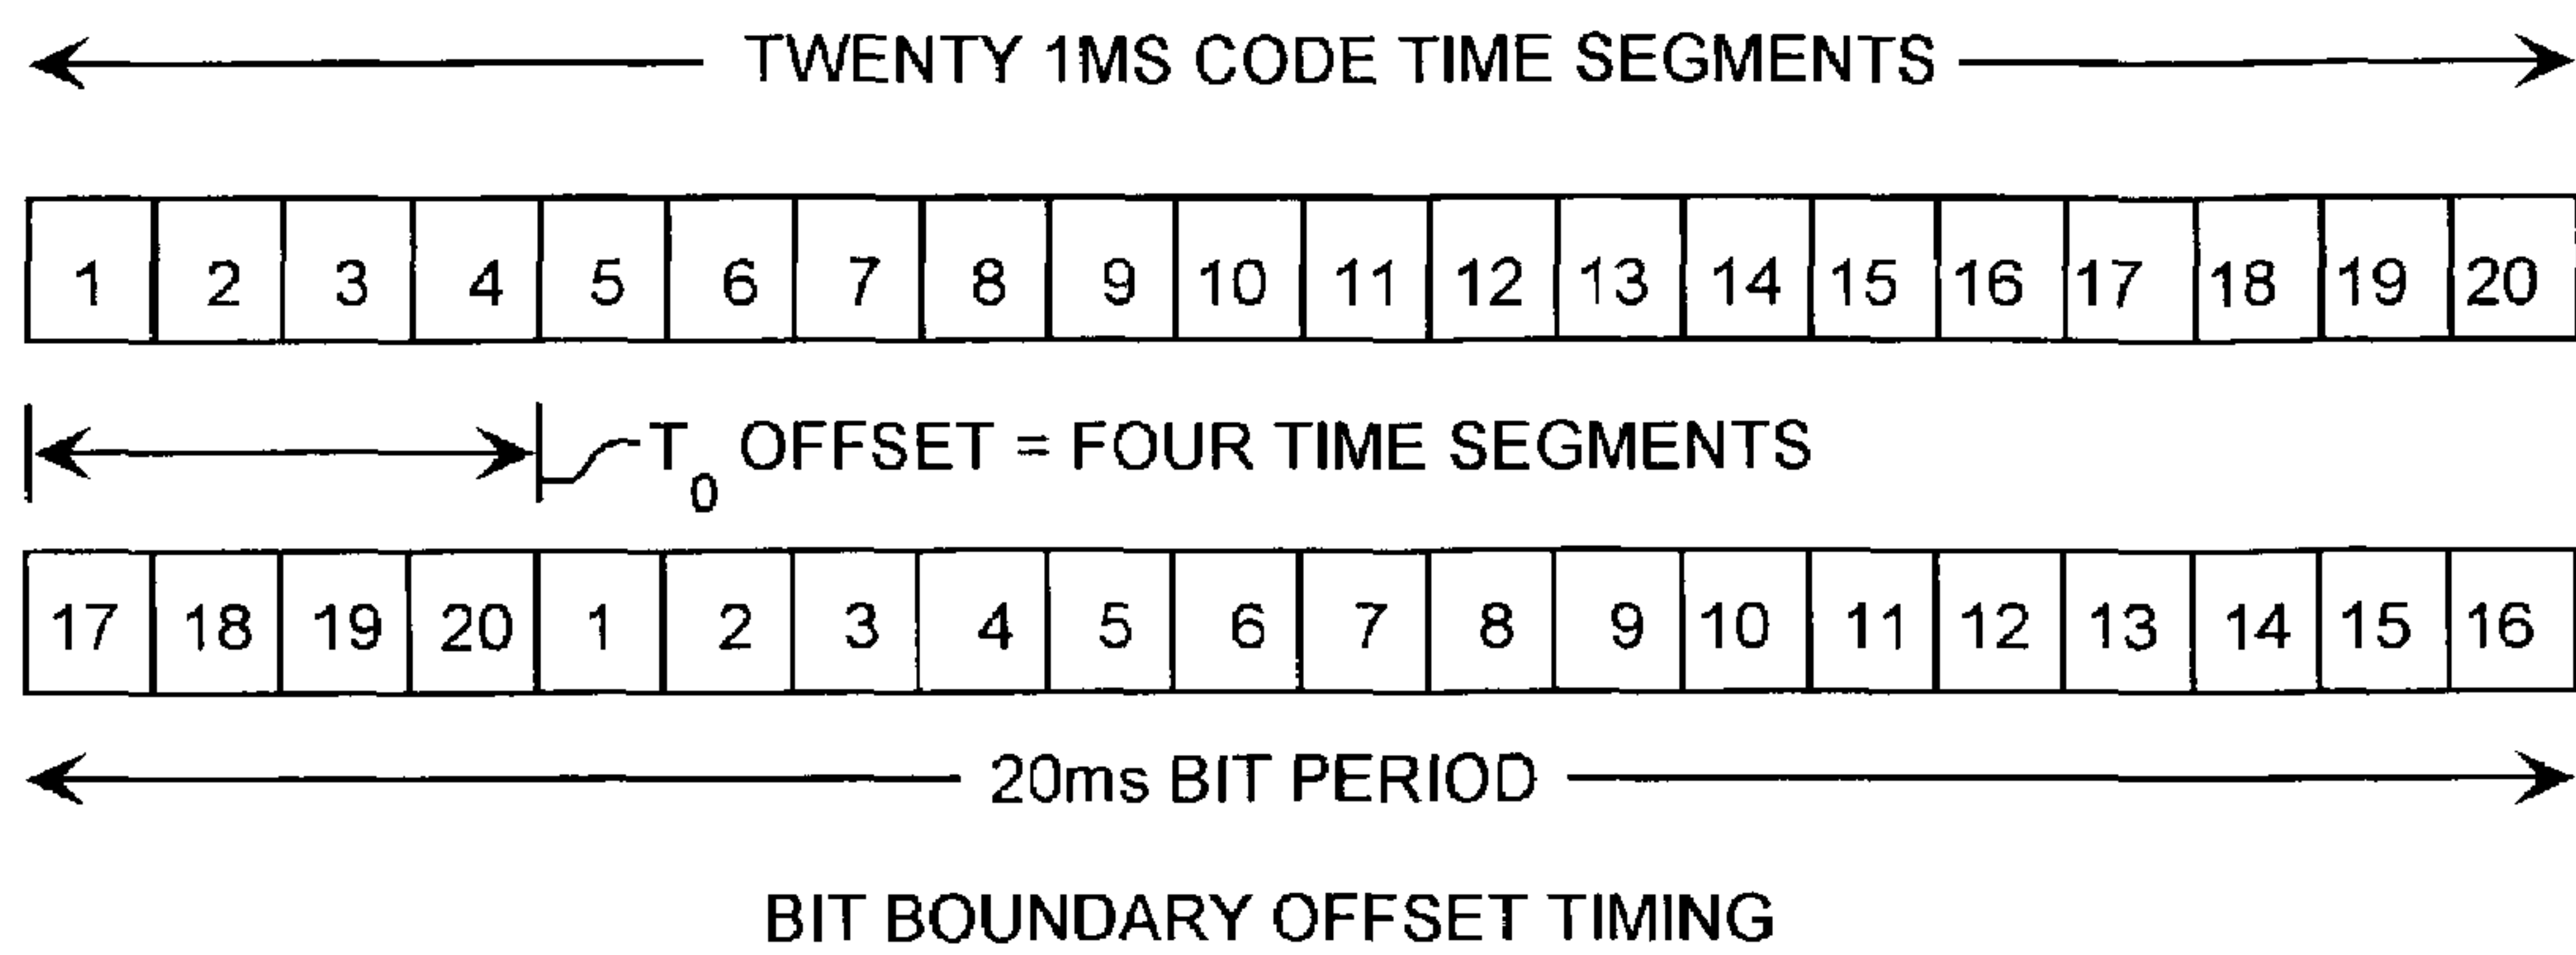 TWENTY 1MS CODE TIME SEGMENTS
1 2 3 4 5 6 7 8 9 10 11 12 13 14 15 16 17 18 19 20
T0 OFFSET = FOUR TIME SEGMENTS
17 18 19 20 1 2 3 4 5 6 7 8 9 10 11 12 13 14 15 16
20ms BIT PERIOD
BIT BOUNDARY OFFSET TIMING